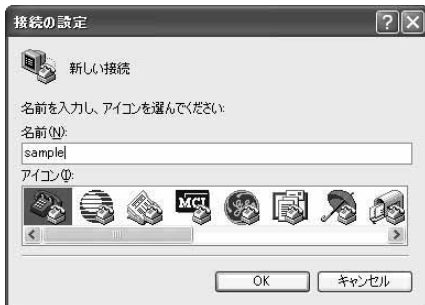 接続の設定
新しい接続
名前を入力し、アイコンを選んでください:
名前(N):
sample
アイコン(I):
MCI
OK
キャンセル